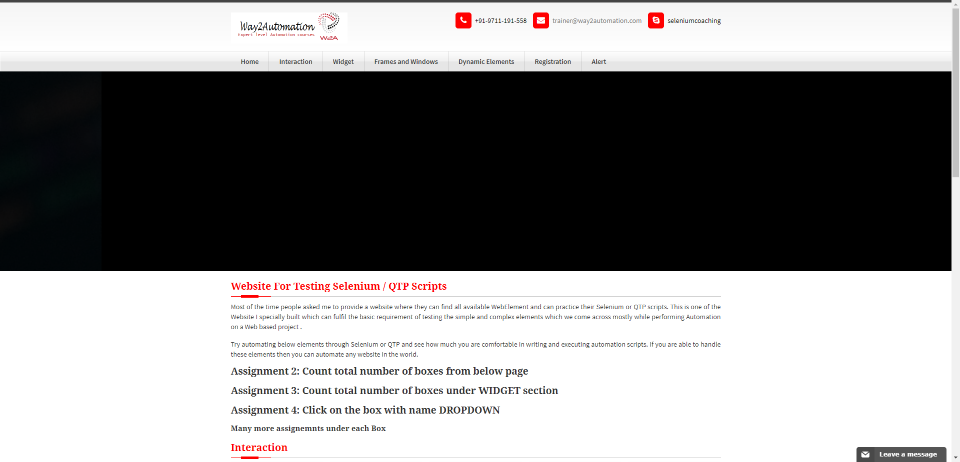 Way2Automation
Expert level Automation courses
W2A
+91-9711-191-558
trainer@way2automation.com
seleniumcoaching
Home
Interaction
Widget
Frames and Windows
Dynamic Elements
Registration
Alert
Website For Testing Selenium / QTP Scripts
Most of the time people asked me to provide a website where they can find all available WebElement and can practice their Selenium or QTP scripts. This is one of the
Website I specially built which can fulfil the basic requirement of testing the simple and complex elements which we come across mostly while performing Automation
on a Web based project .
Try automating below elements through Selenium or QTP and see how much you are comfortable in writing and executing automation scripts. If you are able to handle
these elements then you can automate any website in the world.
Assignment 2: Count total number of boxes from below page
Assignment 3: Count total number of boxes under WIDGET section
Assignment 4: Click on the box with name DROPDOWN
Many more assignemnts under each Box
Interaction
Leave a message